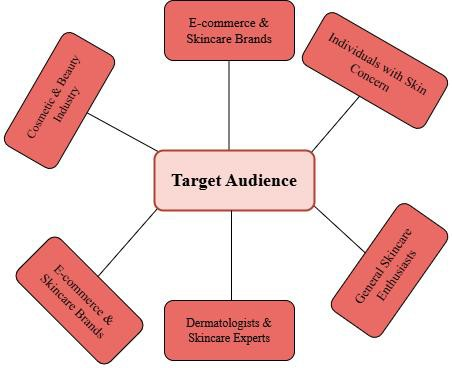 E-commerce &
Skincare Brands
Individuals with Skin
Concern
Cosmetic & Beauty
Industry
Target Audience
General Skincare
Enthusiasts
E-commerce &
Skincare Brands
Dermatologists &
Skincare Experts